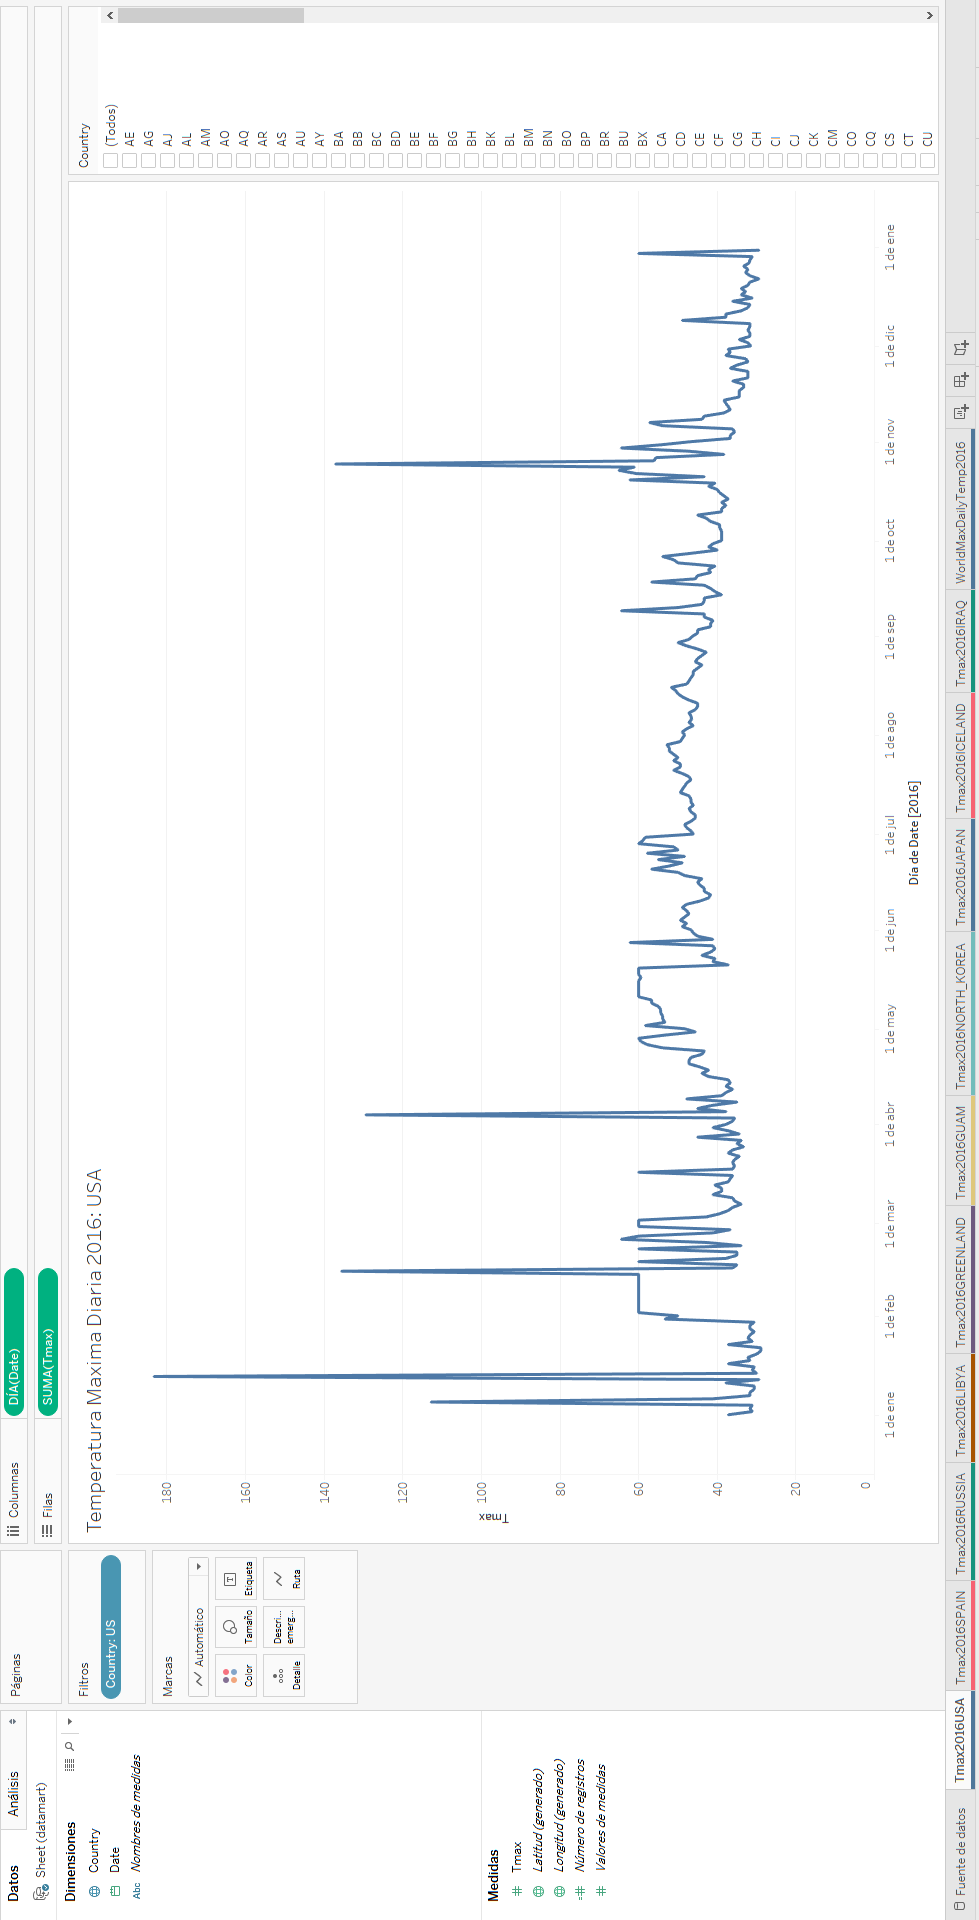 Datos
Análisis
Sheet (datamart)
Dimensiones
Country
Date
Abc Nombres de medidas
Medidas
Tmax
Latitud (generado)
Longitud (generado)
Número de registros
Valores de medidas
Páginas
Filtros
Country: US
Marcas
Automático
Color
Tamaño
Etiqueta
Detalle
Descri...
emerg...
Ruta
Columnas
DÍA(Date)
Filas
SUMA(Tmax)
Temperatura Maxima Diaria 2016: USA
Tmax
180
160
140
120
100
80
60
40
20
0
1 de ene
1 de feb
1 de mar
1 de abr
1 de may
1 de jun
1 de jul
1 de ago
1 de sep
1 de oct
1 de nov
1 de dic
1 de ene
Día de Date [2016]
Country
(Todos)
AE
AG
AJ
AL
AM
AO
AQ
AR
AS
AU
AY
BA
BB
BC
BD
BE
BF
BG
BH
BK
BL
BM
BN
BO
BP
BR
BU
BX
CA
CD
CE
CF
CG
CH
CI
CJ
CK
CM
CO
CQ
CS
CT
CU
Fuente de datos
Tmax2016USA
Tmax2016SPAIN
Tmax2016RUSSIA
Tmax2016LIBYA
Tmax2016GREENLAND
Tmax2016GUAM
Tmax2016NORTH_KOREA
Tmax2016JAPAN
Tmax2016ICELAND
Tmax2016IRAQ
WorldMaxDailyTemp2016